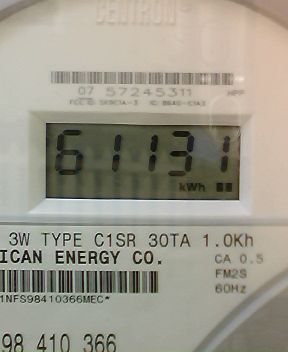 CENTRON
07 57245311
61131
kWh
3W TYPE C1SR 30TA 1.0Kh
ICAN ENERGY CO.
CA 0.5
FM2S
60Hz
1NFS98410366MEC*
98 410 366